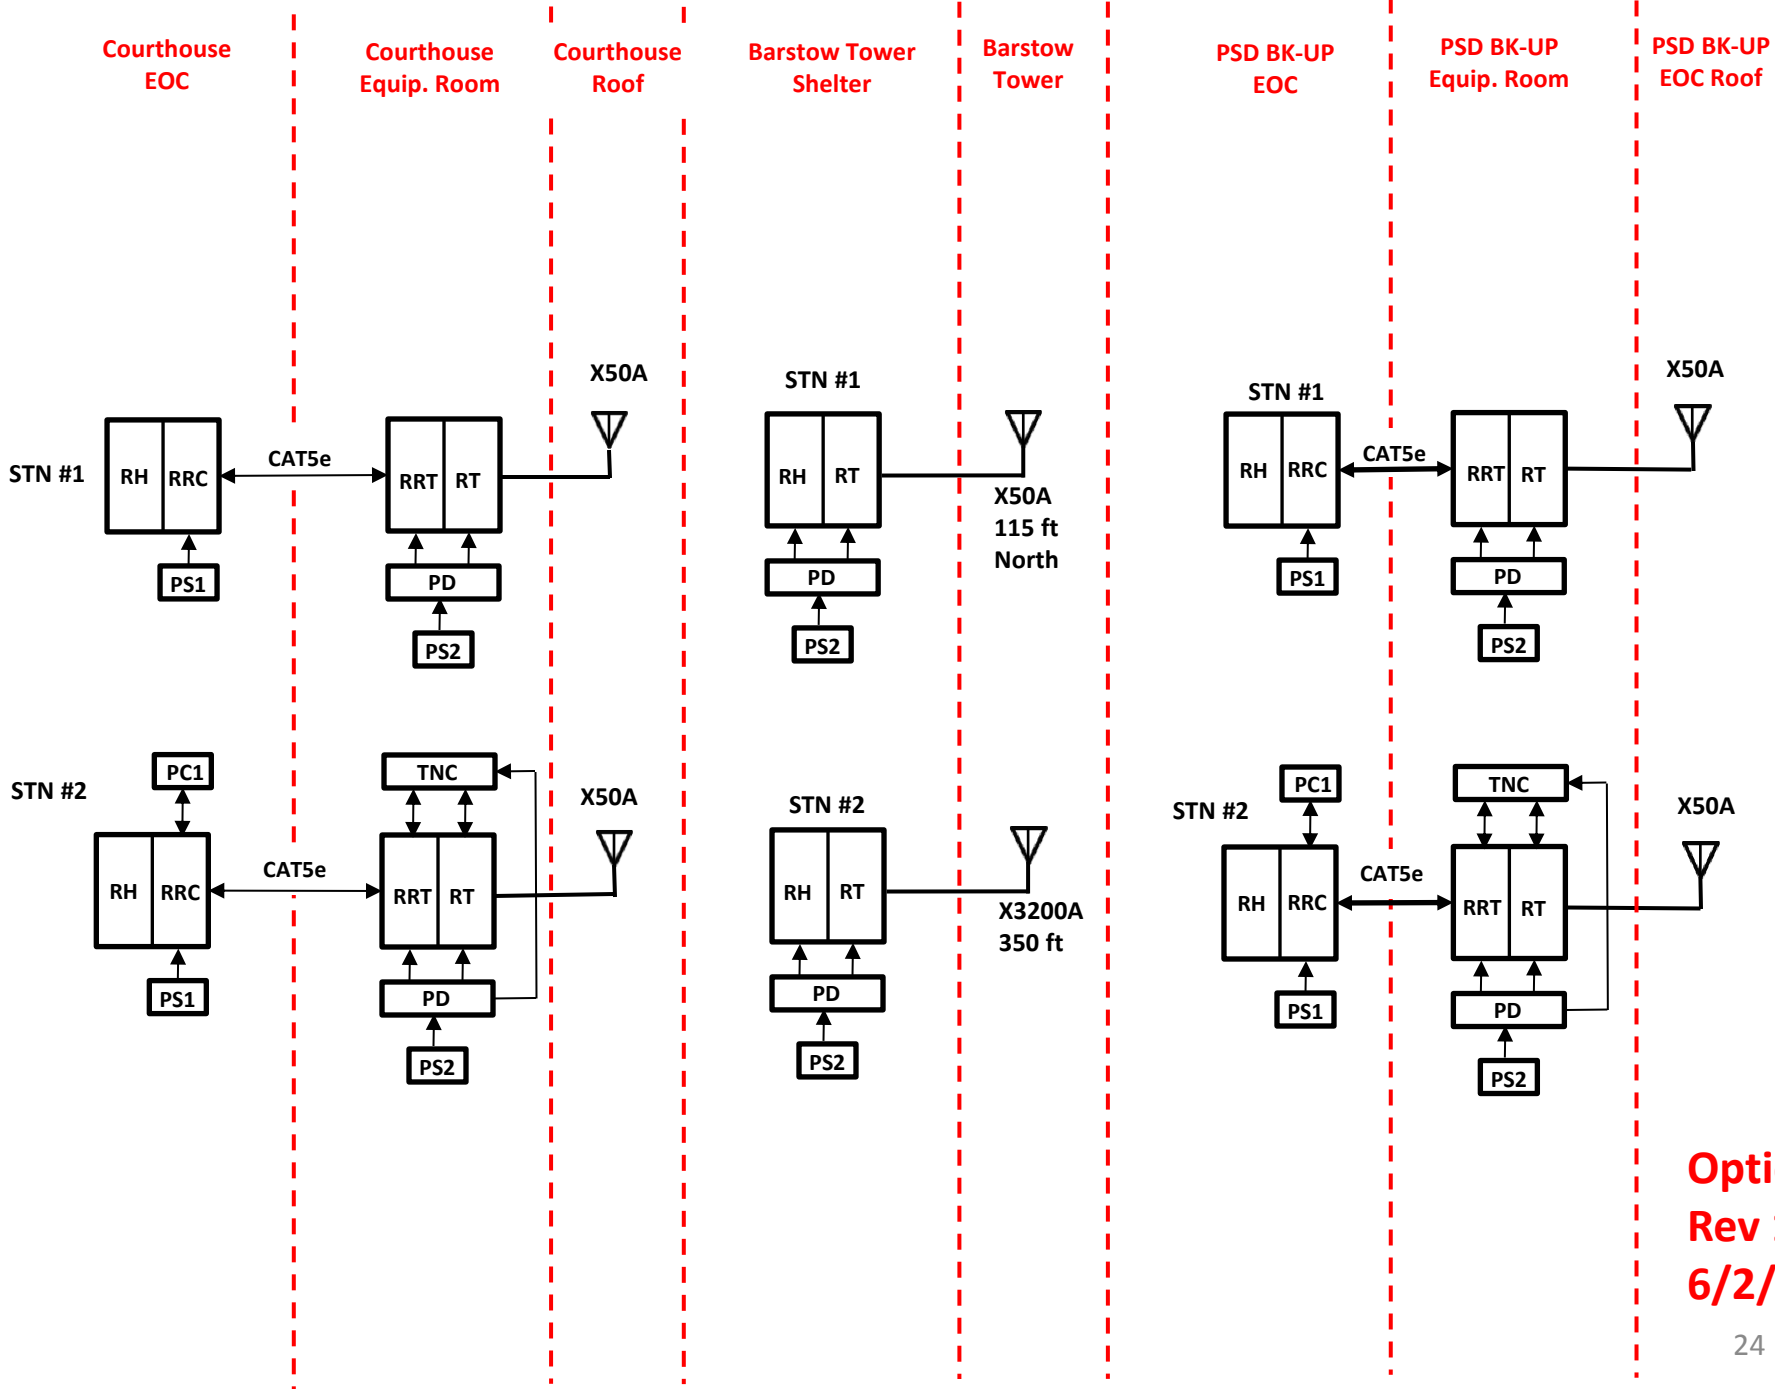 Courthouse
EOC
Courthouse
Equip. Room
Courthouse
Roof
Barstow Tower
Shelter
Barstow
Tower
PSD BK-UP
EOC
PSD BK-UP
Equip. Room
PSD BK-UP
EOC Roof
STN #1
RH
RRC
CAT5e
RRT
RT
X50A
PS1
PD
PS2
STN #1
RH
RT
X50A
115 ft
North
PD
PS2
STN #1
RH
RRC
CAT5e
RRT
RT
X50A
PS1
PD
PS2
STN #2
PC1
RH
RRC
CAT5e
TNC
RRT
RT
X50A
PS1
PD
PS2
STN #2
RH
RT
X3200A
350 ft
PD
PS2
STN #2
PC1
RH
RRC
CAT5e
TNC
RRT
RT
X50A
PS1
PD
PS2
Opti
Rev
6/2/
24